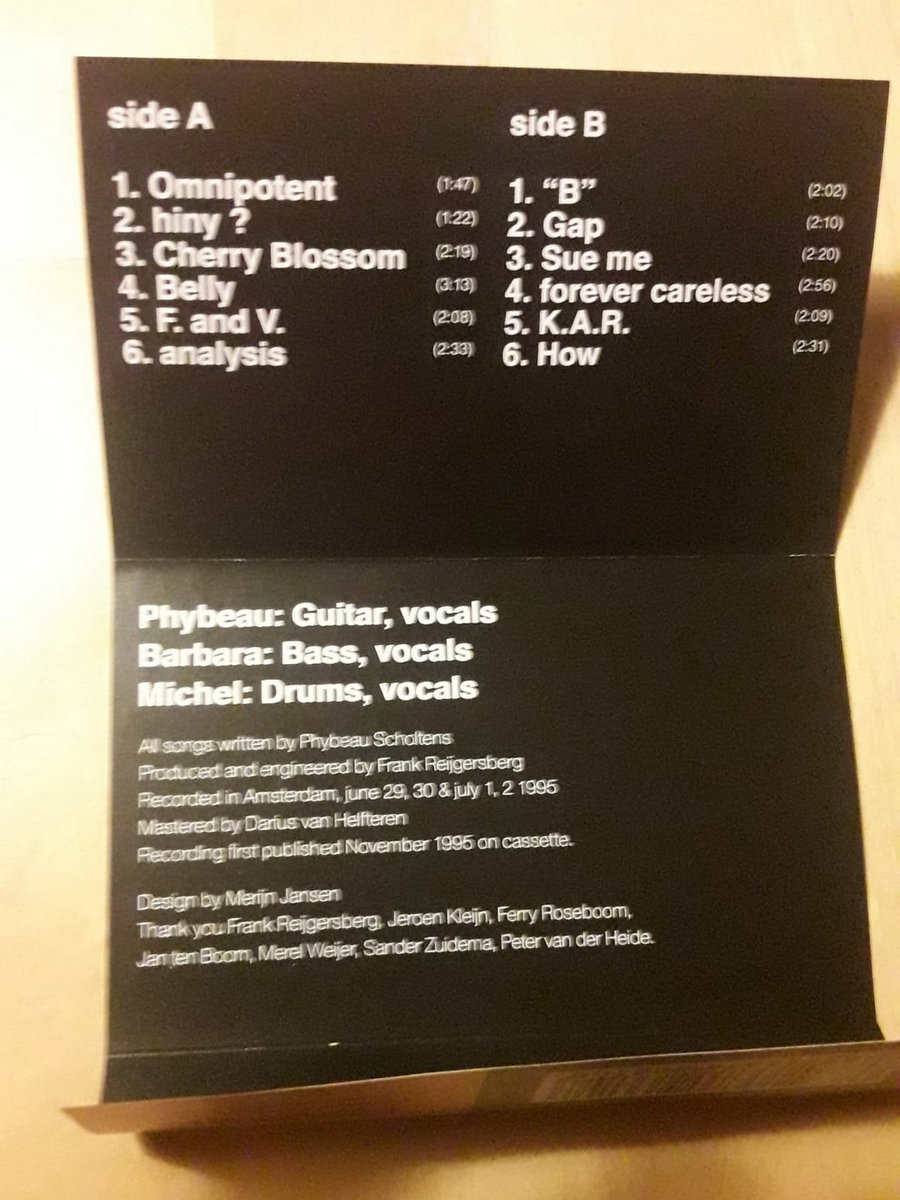 side A
1. Omnipotent (1:47)
2. hiny ? (1:22)
3. Cherry Blossom (2:19)
4. Belly (3:13)
5. F. and V. (2:08)
6. analysis (2:33)
side B
1. “B” (2:02)
2. Gap (2:10)
3. Sue me (2:20)
4. forever careless (2:56)
5. K.A.R. (2:09)
6. How (2:31)
Phybeau: Guitar, vocals
Barbara: Bass, vocals
Michel: Drums, vocals
All songs written by Phybeau Scholtens
Produced and engineered by Frank Reijgersberg
Recorded in Amsterdam, june 29, 30 & july 1, 2 1995
Mastered by Darius van Helfteren
Recording first published November 1995 on cassette.
Design by Merijn Jansen
Thank you Frank Reijgersberg, Jeroen Kleijn, Ferry Roseboom,
Jan ten Boom, Merel Weijer, Sander Zuidema, Peter van der Heide.